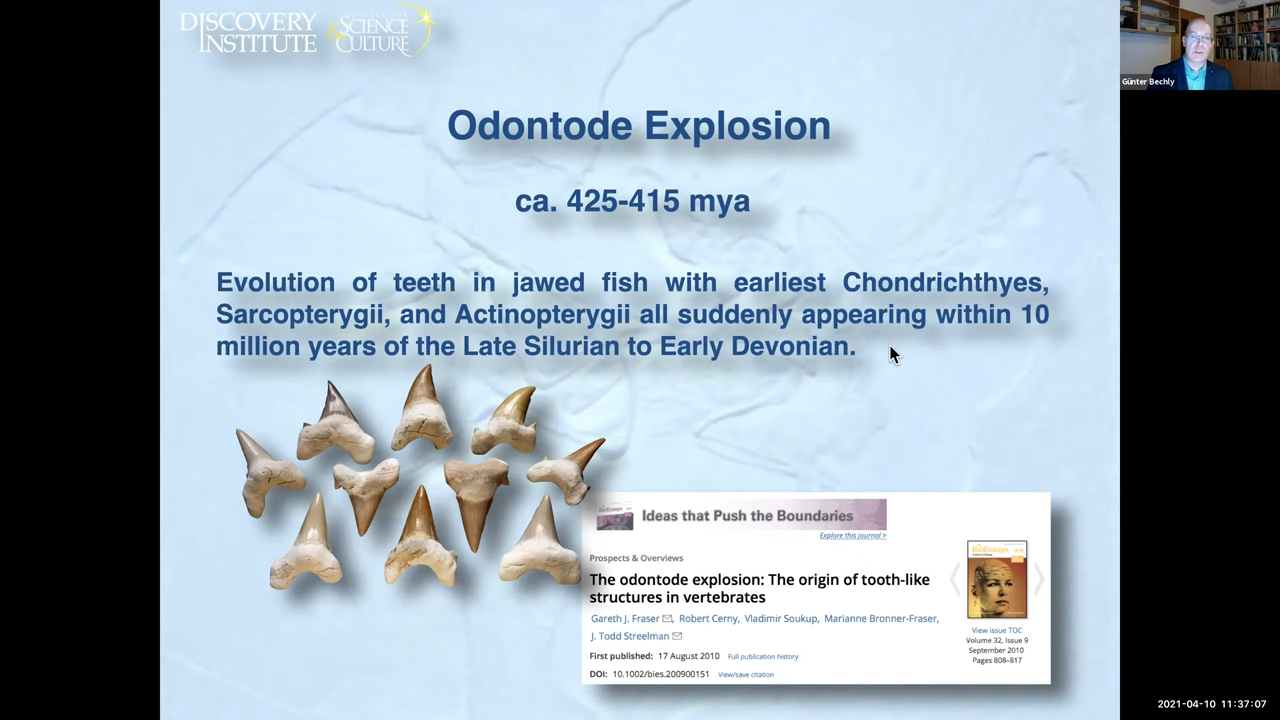 DISCOVERY
INSTITUTE
CENTER FOR
SCIENCE
& CULTURE
Günter Bechly
Odontode Explosion
ca. 425-415 mya
Evolution of teeth in jawed fish with earliest Chondrichthyes,
Sarcopterygii, and Actinopterygii all suddenly appearing within 10
million years of the Late Silurian to Early Devonian.
Ideas that Push the Boundaries
Explore this journal >
Prospects & Overviews
The odontode explosion: The origin of tooth-like
structures in vertebrates
Gareth J. Fraser, Robert Cerny, Vladimir Soukup, Marianne Bronner-Fraser,
J. Todd Streelman
First published: 17 August 2010 Full publication history
DOI: 10.1002/bies.200900151 View/save citation
BioEssays
View issue TOC
Volume 32, Issue 9
September 2010
Pages 808–817
2021-04-10 11:37:07